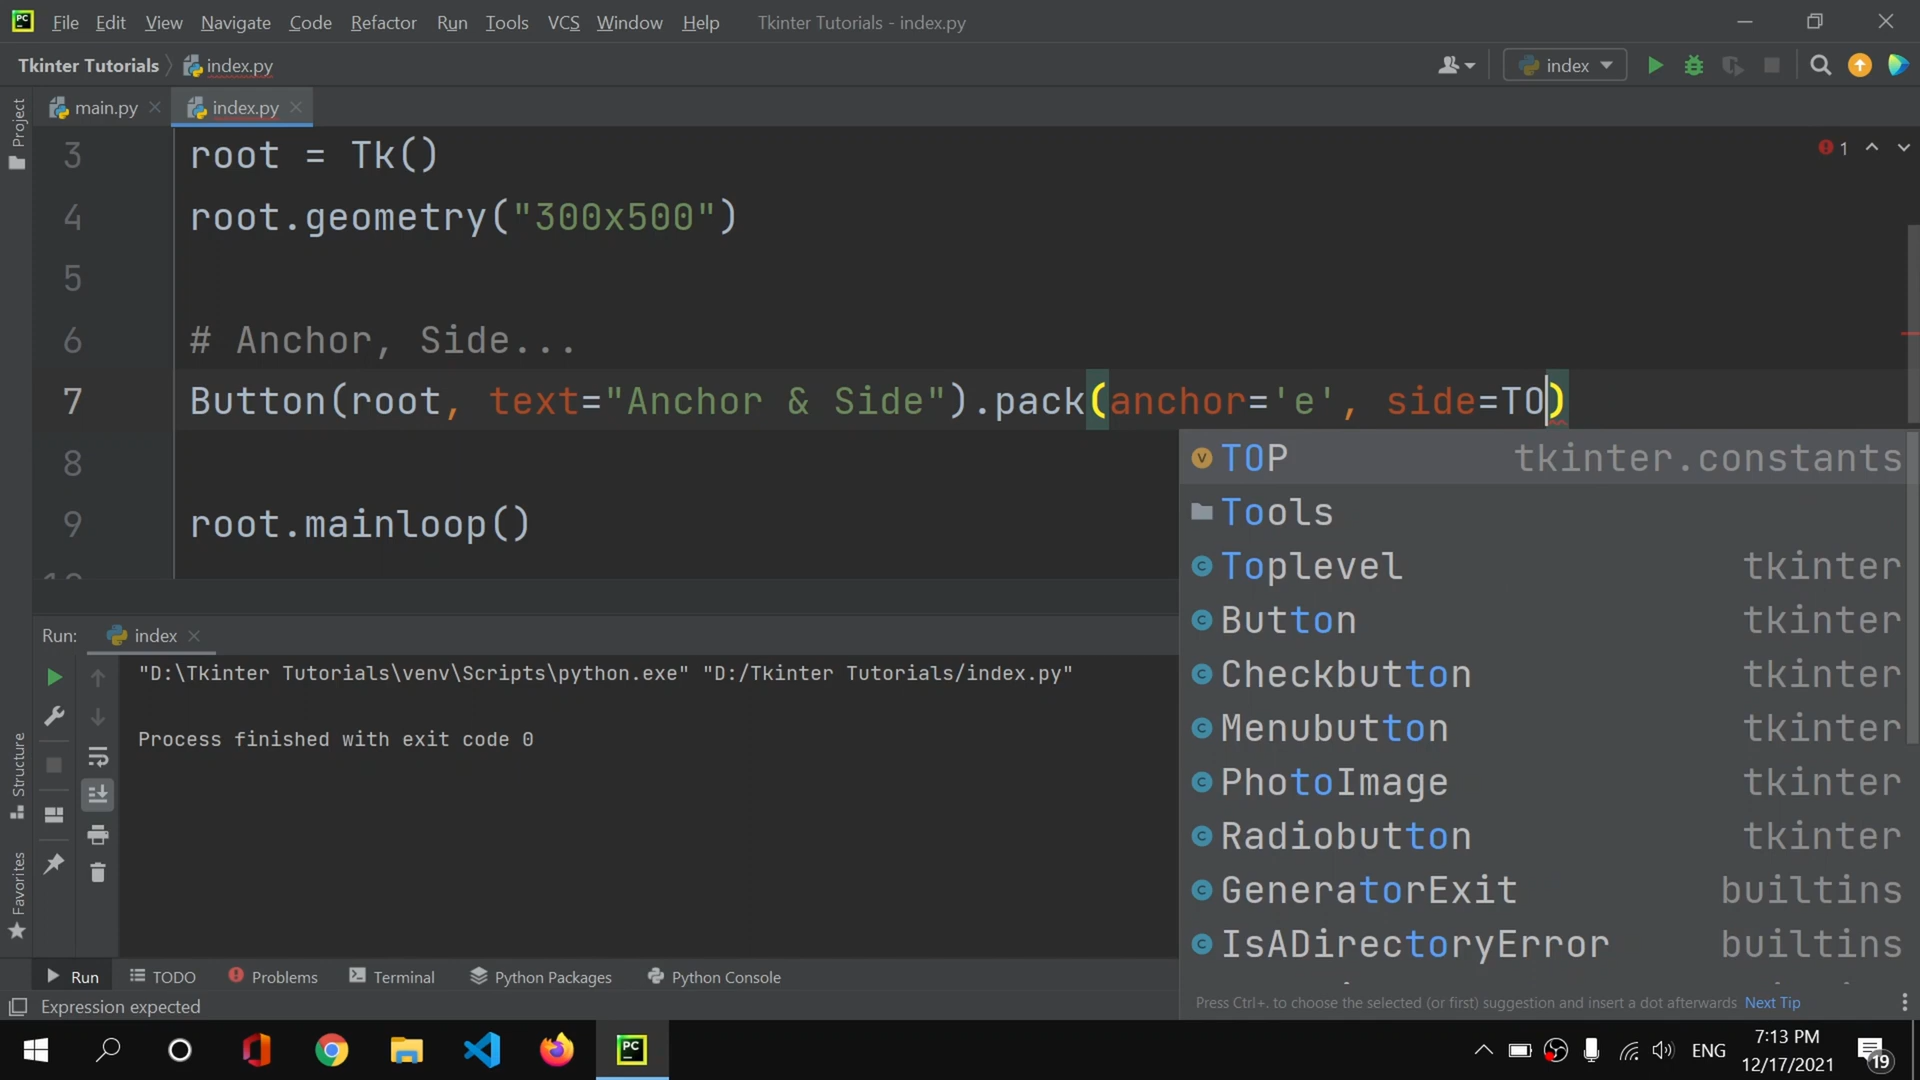 PC File Edit View Navigate Code Refactor Run Tools VCS Window Help Tkinter Tutorials - index.py
Tkinter Tutorials index.py index
main.py index.py
Project
3 root = Tk()
1
4 root.geometry("300x500")
5
6 # Anchor, Side...
7 Button(root, text="Anchor & Side").pack(anchor='e', side=TO)
8
9 root.mainloop()
TOP tkinter.constants
Tools
Toplevel tkinter
Button tkinter
Checkbutton tkinter
Menubutton tkinter
PhotoImage tkinter
Radiobutton tkinter
GeneratorExit builtins
IsADirectoryError builtins
Press Ctrl+. to choose the selected (or first) suggestion and insert a dot afterwards Next Tip
Run: index
"D:\Tkinter Tutorials\venv\Scripts\python.exe" "D:/Tkinter Tutorials/index.py"
Process finished with exit code 0
Structure
Favorites
Run TODO Problems Terminal Python Packages Python Console
Expression expected
PC
ENG
7:13 PM
12/17/2021
19